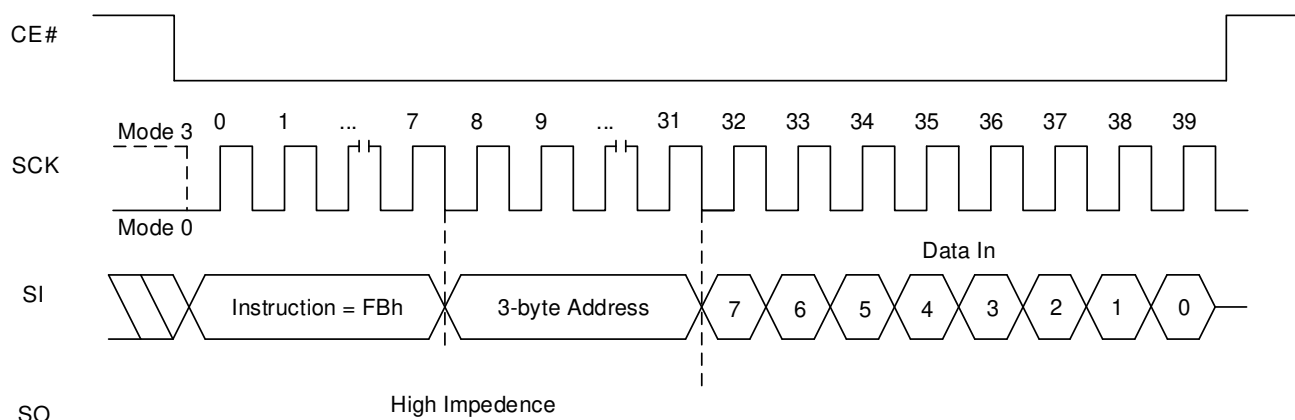 CE#
0 1 ... 7 8 9 ... 31 32 33 34 35 36 37 38 39
Mode 3
SCK
Mode 0
Data In
SI
Instruction = FBh 3-byte Address 7 6 5 4 3 2 1 0
High Impedence
SO